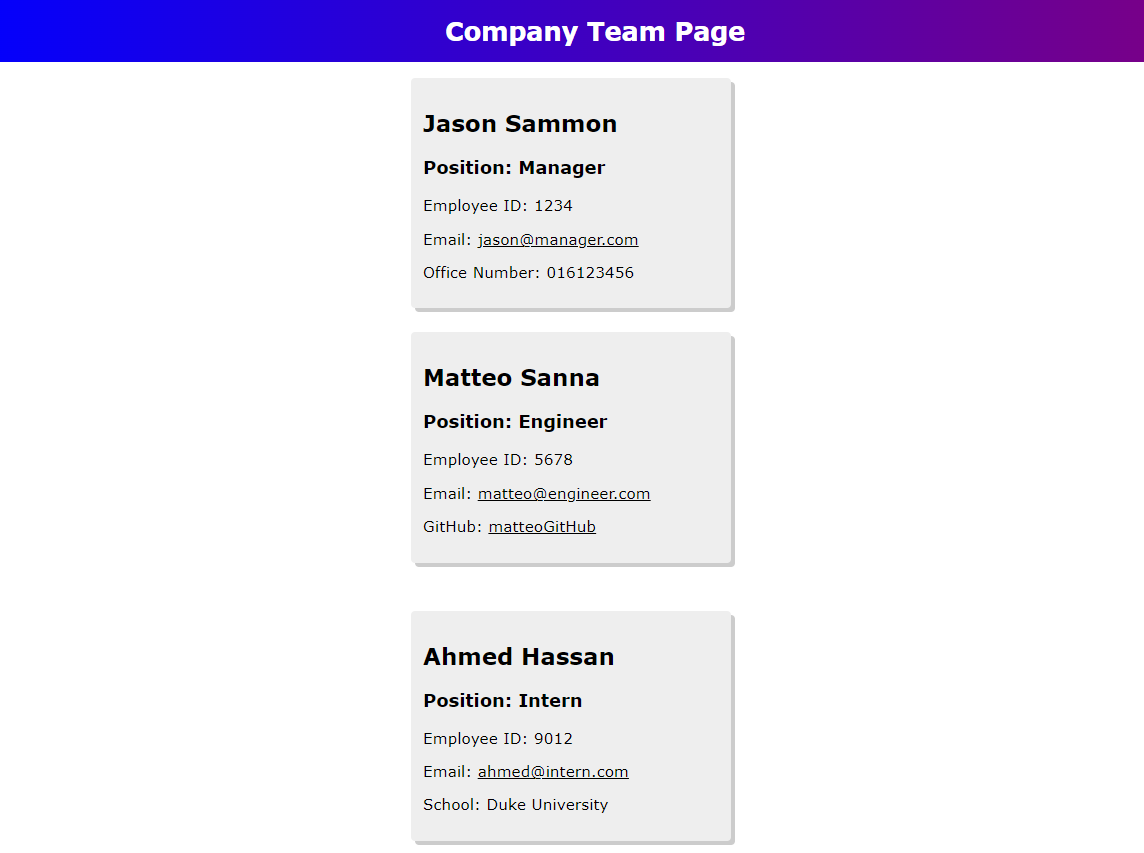 Company Team Page
Jason Sammon
Position: Manager
Employee ID: 1234
Email: jason@manager.com
Office Number: 016123456
Matteo Sanna
Position: Engineer
Employee ID: 5678
Email: matteo@engineer.com
GitHub: matteoGitHub
Ahmed Hassan
Position: Intern
Employee ID: 9012
Email: ahmed@intern.com
School: Duke University